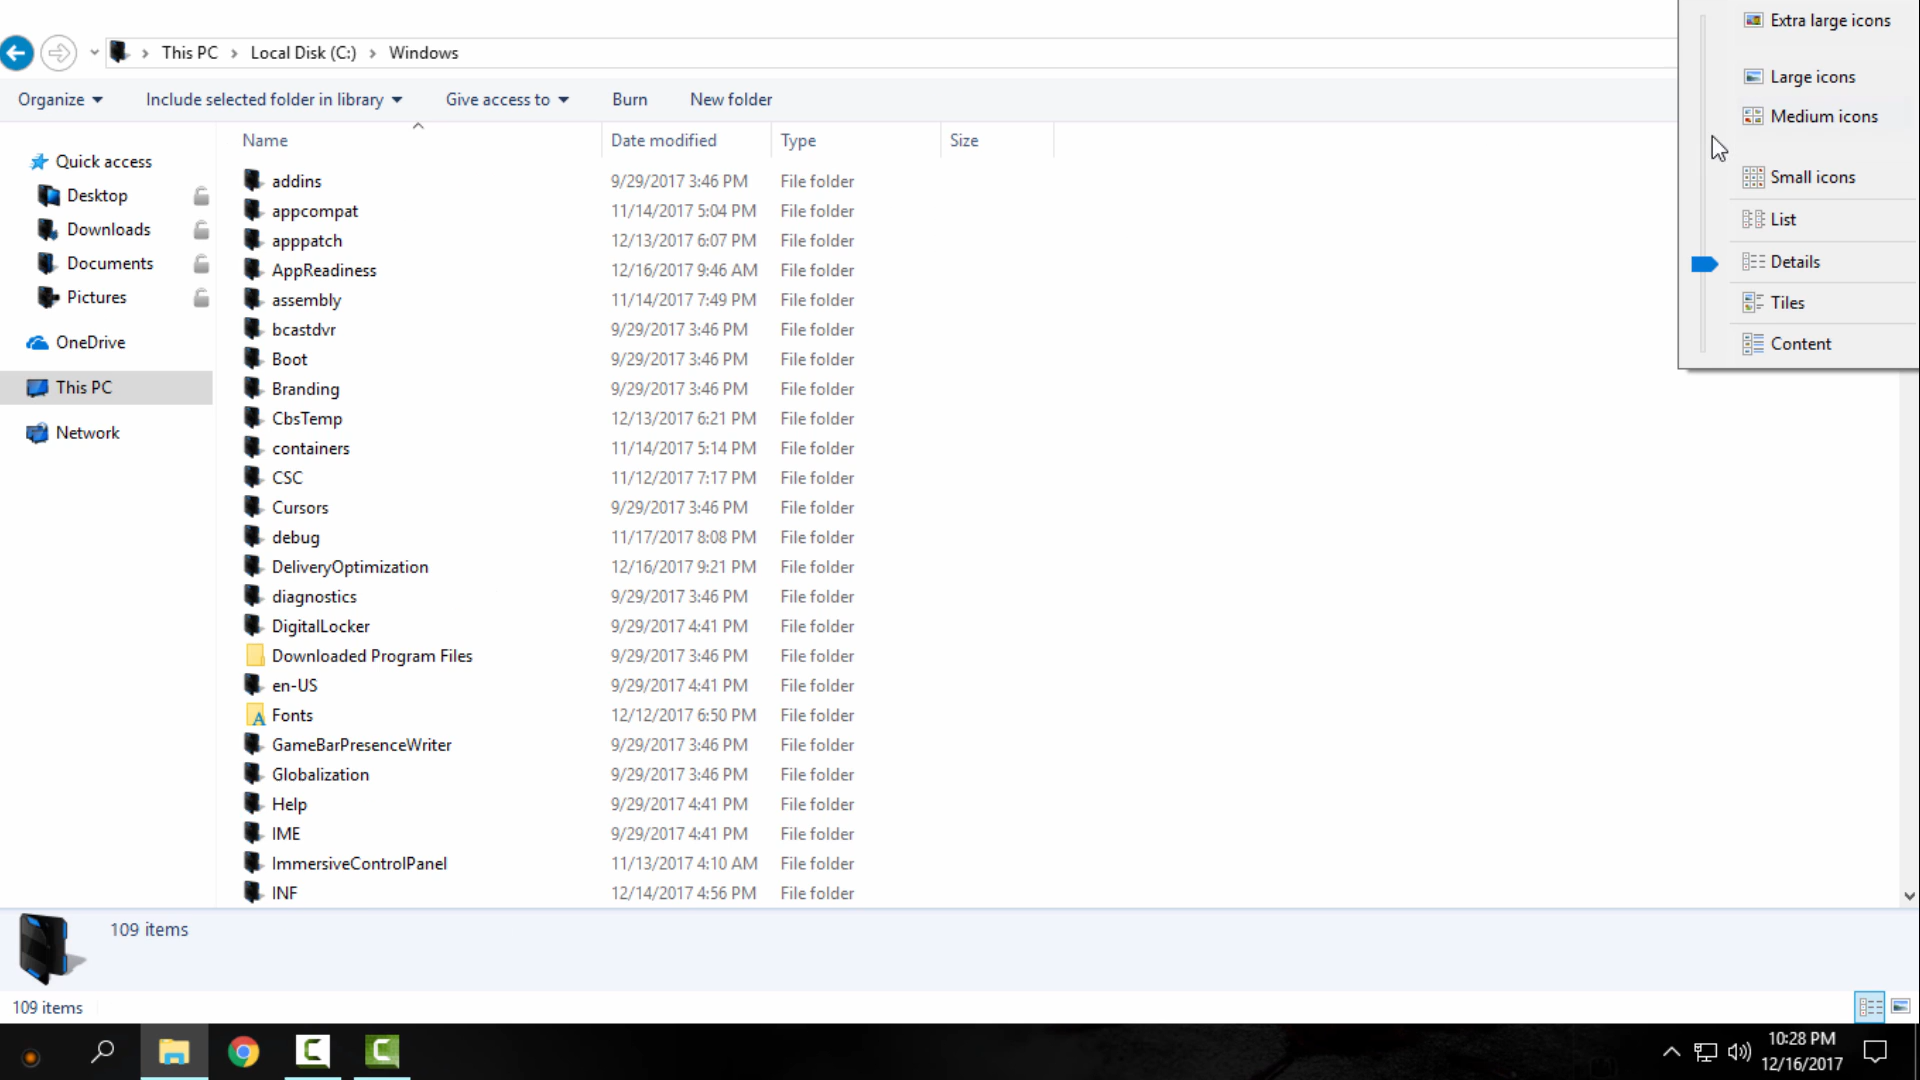 This PC > Local Disk (C:) > Windows
Organize Include selected folder in library Give access to Burn New folder
Extra large icons
Large icons
Medium icons
Small icons
List
Details
Tiles
Content
Quick access
Desktop
Downloads
Documents
Pictures
OneDrive
This PC
Network
Name Date modified Type Size
addins 9/29/2017 3:46 PM File folder
appcompat 11/14/2017 5:04 PM File folder
apppatch 12/13/2017 6:07 PM File folder
AppReadiness 12/16/2017 9:46 AM File folder
assembly 11/14/2017 7:49 PM File folder
bcastdvr 9/29/2017 3:46 PM File folder
Boot 9/29/2017 3:46 PM File folder
Branding 9/29/2017 3:46 PM File folder
CbsTemp 12/13/2017 6:21 PM File folder
containers 11/14/2017 5:14 PM File folder
CSC 11/12/2017 7:17 PM File folder
Cursors 9/29/2017 3:46 PM File folder
debug 11/17/2017 8:08 PM File folder
DeliveryOptimization 12/16/2017 9:21 PM File folder
diagnostics 9/29/2017 3:46 PM File folder
DigitalLocker 9/29/2017 4:41 PM File folder
Downloaded Program Files 9/29/2017 3:46 PM File folder
en-US 9/29/2017 4:41 PM File folder
Fonts 12/12/2017 6:50 PM File folder
GameBarPresenceWriter 9/29/2017 3:46 PM File folder
Globalization 9/29/2017 3:46 PM File folder
Help 9/29/2017 4:41 PM File folder
IME 9/29/2017 4:41 PM File folder
ImmersiveControlPanel 11/13/2017 4:10 AM File folder
INF 12/14/2017 4:56 PM File folder
109 items
109 items
10:28 PM
12/16/2017